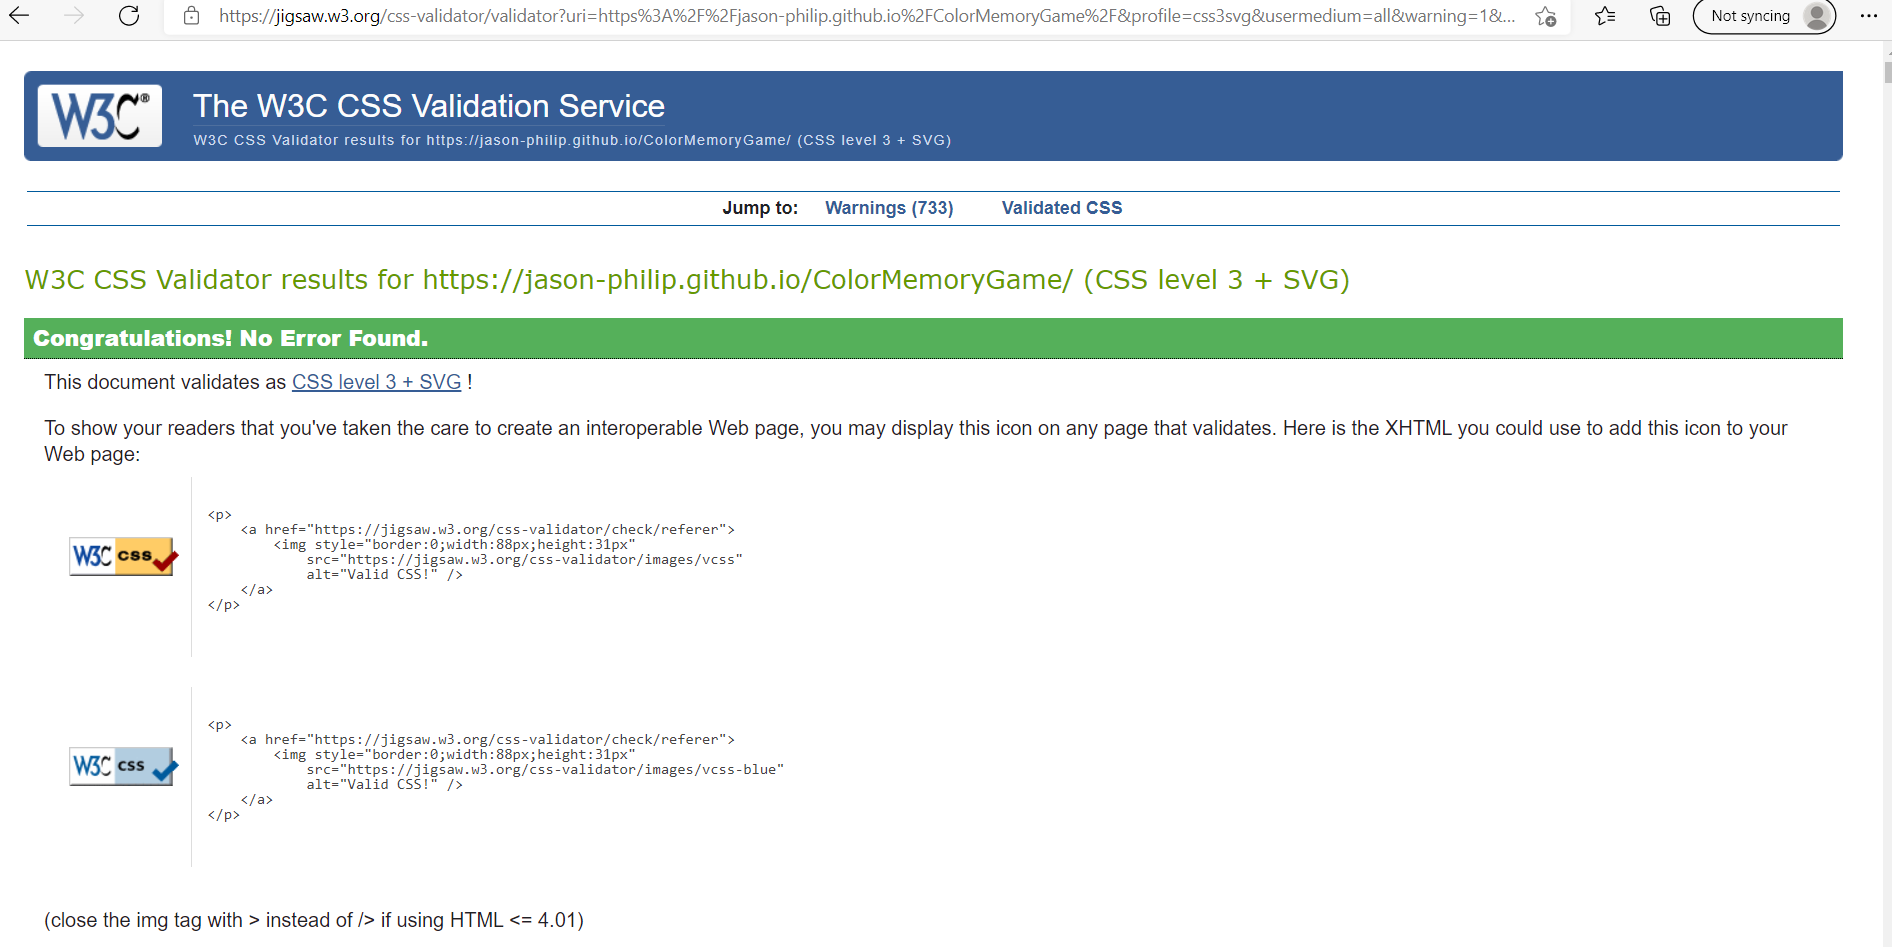 https://jigsaw.w3.org/css-validator/validator?uri=https%3A%2F%2Fjason-philip.github.io%2FColorMemoryGame%2F&profile=css3svg&usermedium=all&warning=1&...
Not syncing
W3C®
The W3C CSS Validation Service
W3C CSS Validator results for https://jason-philip.github.io/ColorMemoryGame/ (CSS level 3 + SVG)
Jump to: Warnings (733) Validated CSS
W3C CSS Validator results for https://jason-philip.github.io/ColorMemoryGame/ (CSS level 3 + SVG)
Congratulations! No Error Found.
This document validates as CSS level 3 + SVG !
To show your readers that you've taken the care to create an interoperable Web page, you may display this icon on any page that validates. Here is the XHTML you could use to add this icon to your
Web page:
W3C css
<p>
<a href="https://jigsaw.w3.org/css-validator/check/referer">
<img style="border:0;width:88px;height:31px"
src="https://jigsaw.w3.org/css-validator/images/vcss"
alt="Valid CSS!" />
</a>
</p>
W3C css
<p>
<a href="https://jigsaw.w3.org/css-validator/check/referer">
<img style="border:0;width:88px;height:31px"
src="https://jigsaw.w3.org/css-validator/images/vcss-blue"
alt="Valid CSS!" />
</a>
</p>
(close the img tag with > instead of /> if using HTML <= 4.01)